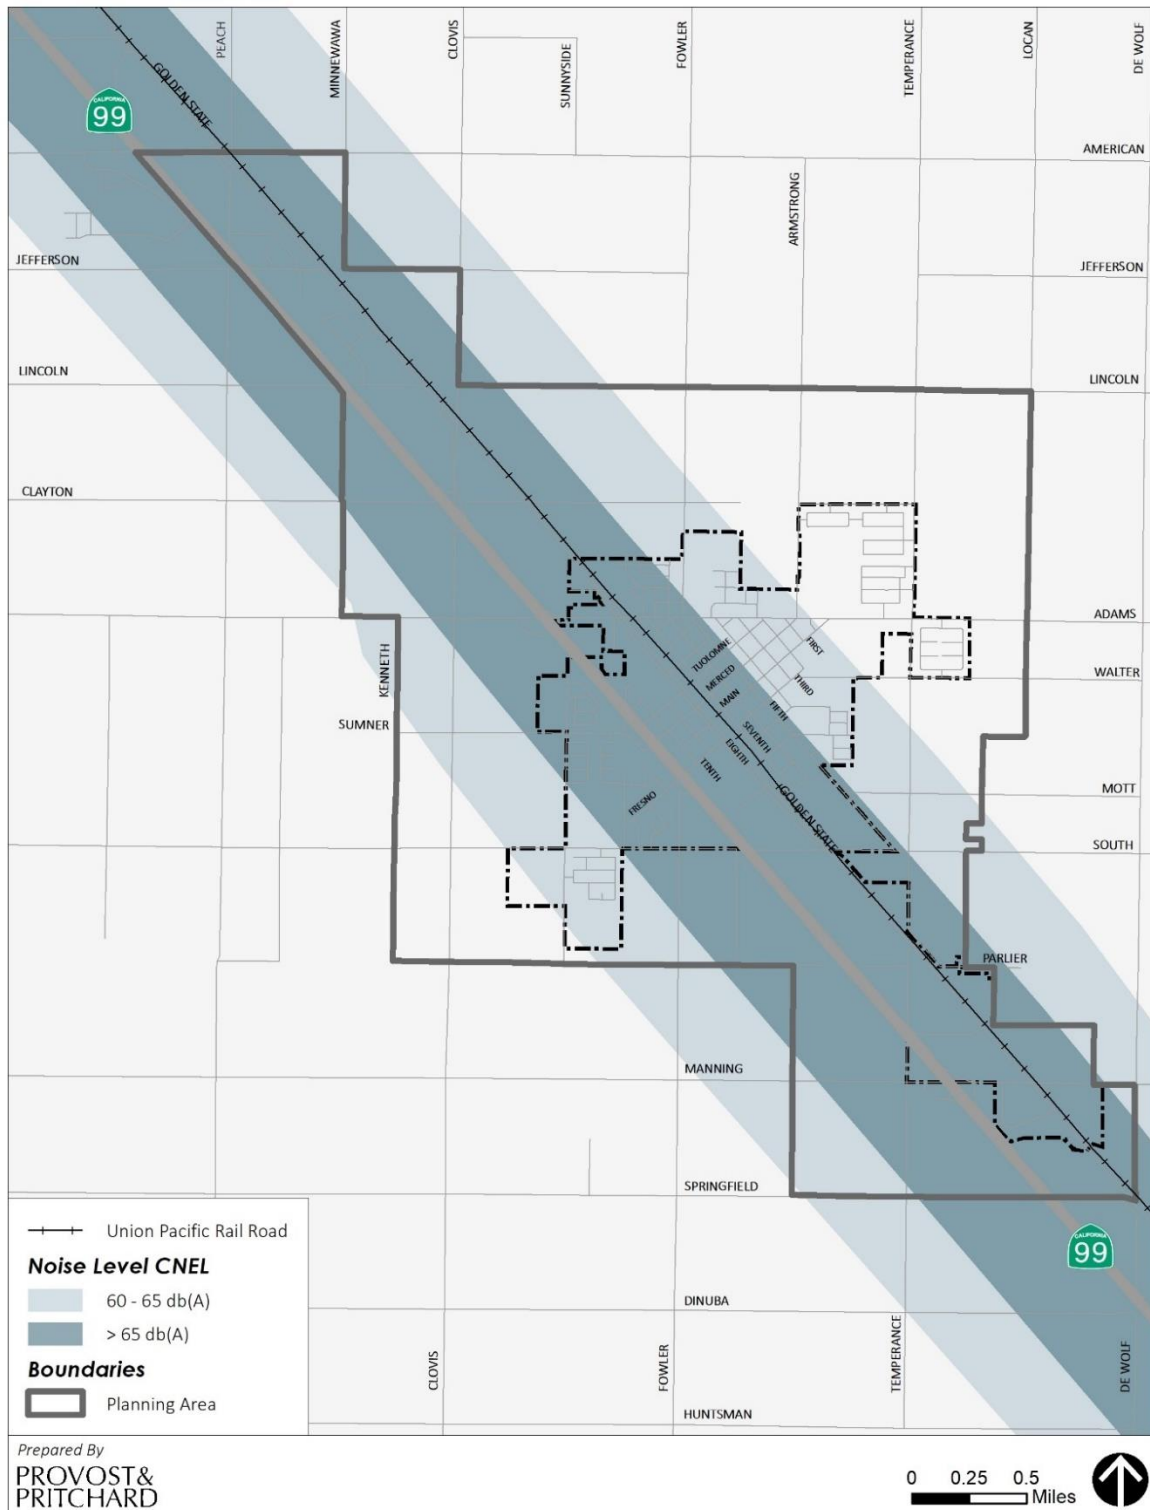 PEACH
MINNEWAWA
CLOVIS
SUNNYSIDE
FOWLER
TEMPERANCE
LOCAN
DE WOLF
GOLDEN STATE
CALIFORNIA
99
AMERICAN
ARMSTRONG
JEFFERSON
JEFFERSON
LINCOLN
LINCOLN
CLAYTON
ADAMS
TUOLOMNE
FIRST
MERCED
WALTER
KENNETH
MAIN
THIRD
FIFTH
SUMNER
SEVENTH
EIGHTH
TENTH
MOTT
FRESNO
GOLDEN STATE
SOUTH
PARLIER
MANNING
SPRINGFIELD
CALIFORNIA
99
DINUBA
CLOVIS
FOWLER
TEMPERANCE
DE WOLF
HUNTSMAN
Union Pacific Rail Road
Noise Level CNEL
60 - 65 db(A)
> 65 db(A)
Boundaries
Planning Area
Prepared By
PROVOST&
PRITCHARD
0 0.25 0.5
Miles